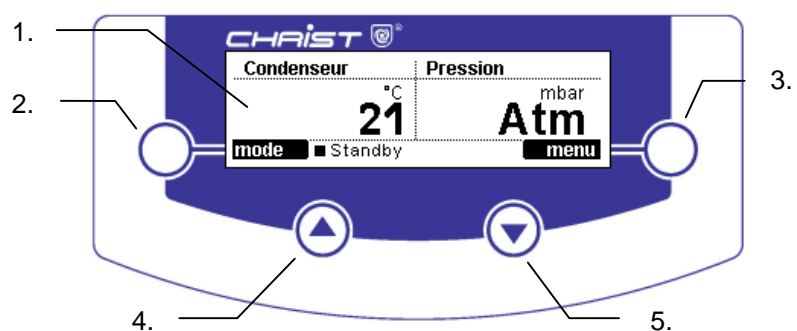 1.
CHRIST ®
Condenseur Pression
3.
°C mbar
2.
21 Atm
mode ■ Standby menu
4. 5.